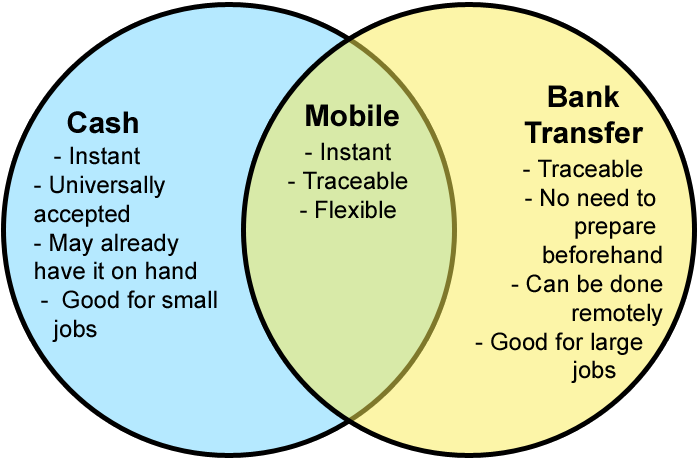 Cash
- Instant
- Universally
accepted
- May already
have it on hand
- Good for small
jobs
Mobile
- Instant
- Traceable
- Flexible
Bank
Transfer
- Traceable
- No need to
prepare
beforehand
- Can be done
remotely
- Good for large
jobs